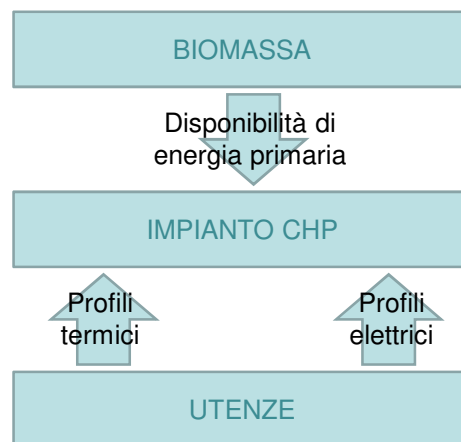 BIOMASSA
Disponibilità di
energia primaria
IMPIANTO CHP
Profili
termici
Profili
elettrici
UTENZE